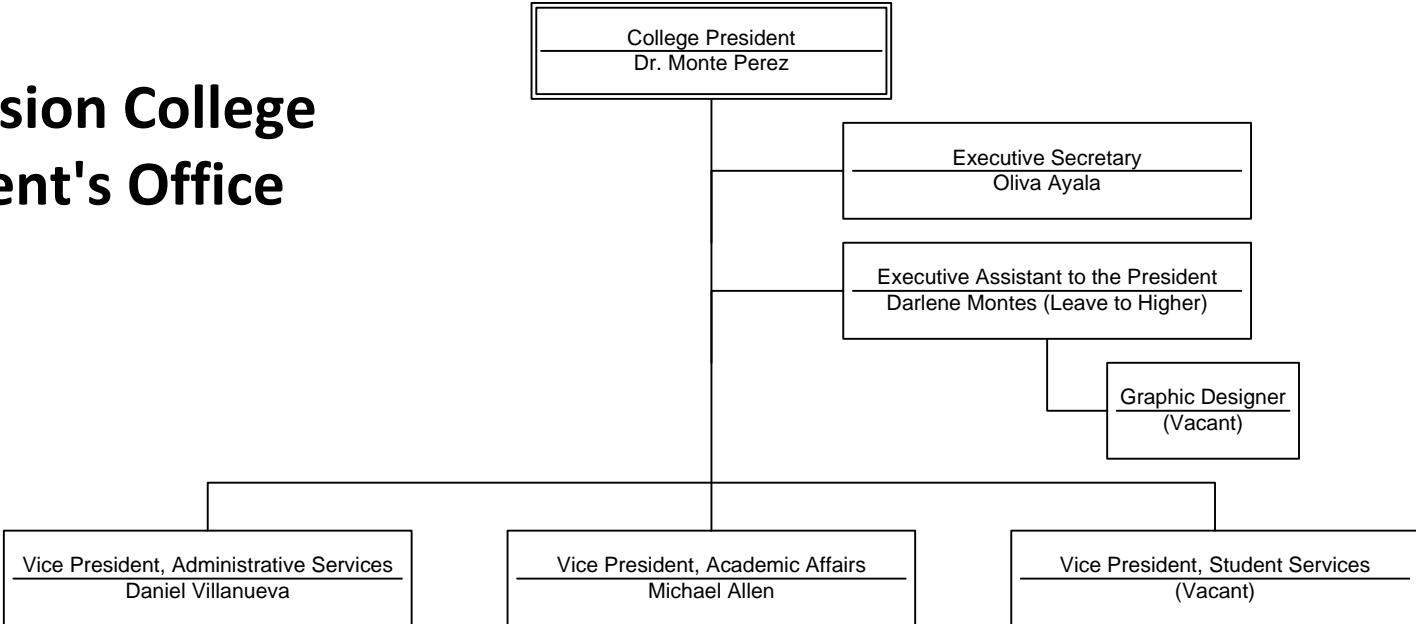 College President
Dr. Monte Perez
sion College
ent's Office
Executive Secretary
Oliva Ayala
Executive Assistant to the President
Darlene Montes (Leave to Higher)
Graphic Designer
(Vacant)
Vice President, Administrative Services
Daniel Villanueva
Vice President, Academic Affairs
Michael Allen
Vice President, Student Services
(Vacant)